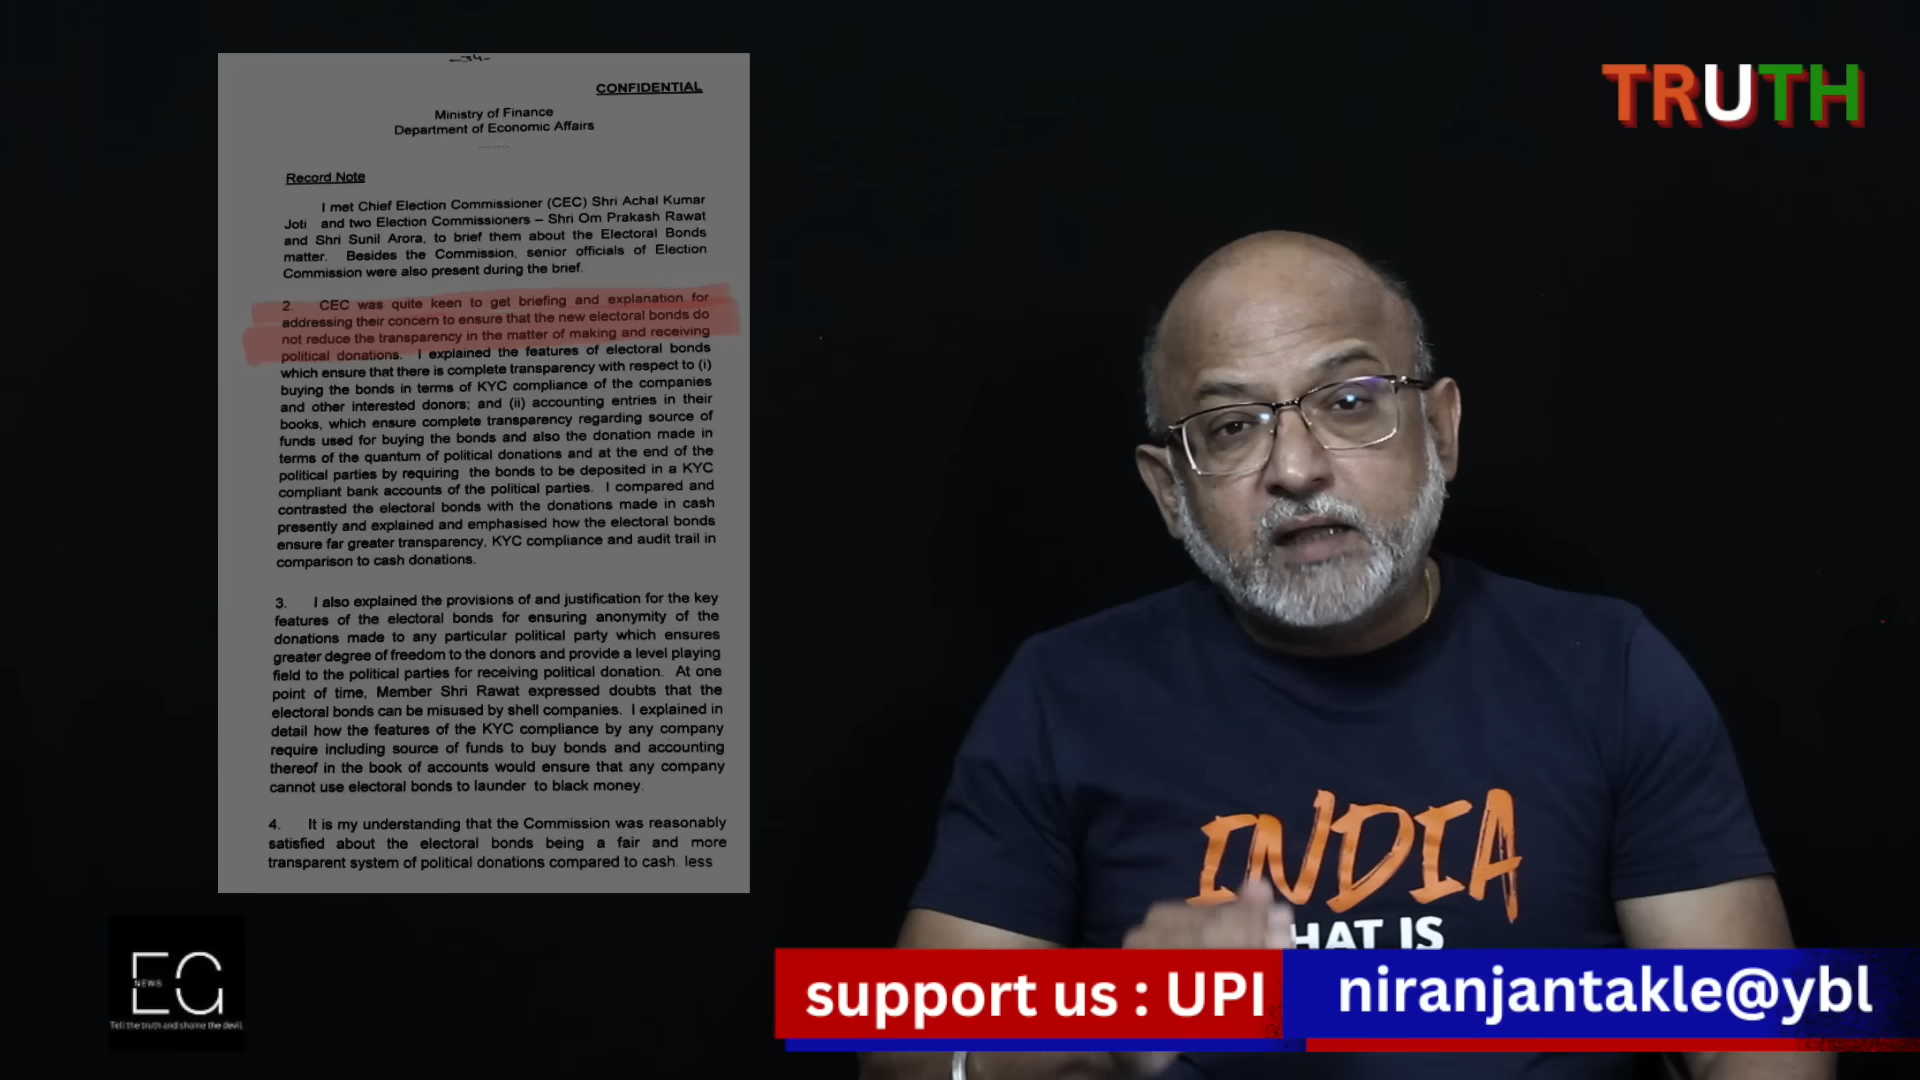 -34-
CONFIDENTIAL
Ministry of Finance
Department of Economic Affairs
Record Note
I met Chief Election Commissioner (CEC) Shri Achal Kumar
Joti and two Election Commissioners – Shri Om Prakash Rawat
and Shri Sunil Arora, to brief them about the Electoral Bonds
matter. Besides the Commission, senior officials of Election
Commission were also present during the brief.
2. CEC was quite keen to get briefing and explanation for
addressing their concern to ensure that the new electoral bonds do
not reduce the transparency in the matter of making and receiving
political donations. I explained the features of electoral bonds
which ensure that there is complete transparency with respect to (i)
buying the bonds in terms of KYC compliance of the companies
and other interested donors; and (ii) accounting entries in their
books, which ensure complete transparency regarding source of
funds used for buying the bonds and also the donation made in
terms of the quantum of political donations and at the end of the
political parties by requiring the bonds to be deposited in a KYC
compliant bank accounts of the political parties. I compared and
contrasted the electoral bonds with the donations made in cash
presently and explained and emphasised how the electoral bonds
ensure far greater transparency, KYC compliance and audit trail in
comparison to cash donations.
3. I also explained the provisions of and justification for the key
features of the electoral bonds for ensuring anonymity of the
donations made to any particular political party which ensures
greater degree of freedom to the donors and provide a level playing
field to the political parties for receiving political donation. At one
point of time, Member Shri Rawat expressed doubts that the
electoral bonds can be misused by shell companies. I explained in
detail how the features of the KYC compliance by any company
require including source of funds to buy bonds and accounting
thereof in the book of accounts would ensure that any company
cannot use electoral bonds to launder to black money.
4. It is my understanding that the Commission was reasonably
satisfied about the electoral bonds being a fair and more
transparent system of political donations compared to cash. less
TRUTH
INDIA
HAT IS
EG
NEWS
Tell the truth and shame the devil.
support us : UPI
niranjantakle@ybl